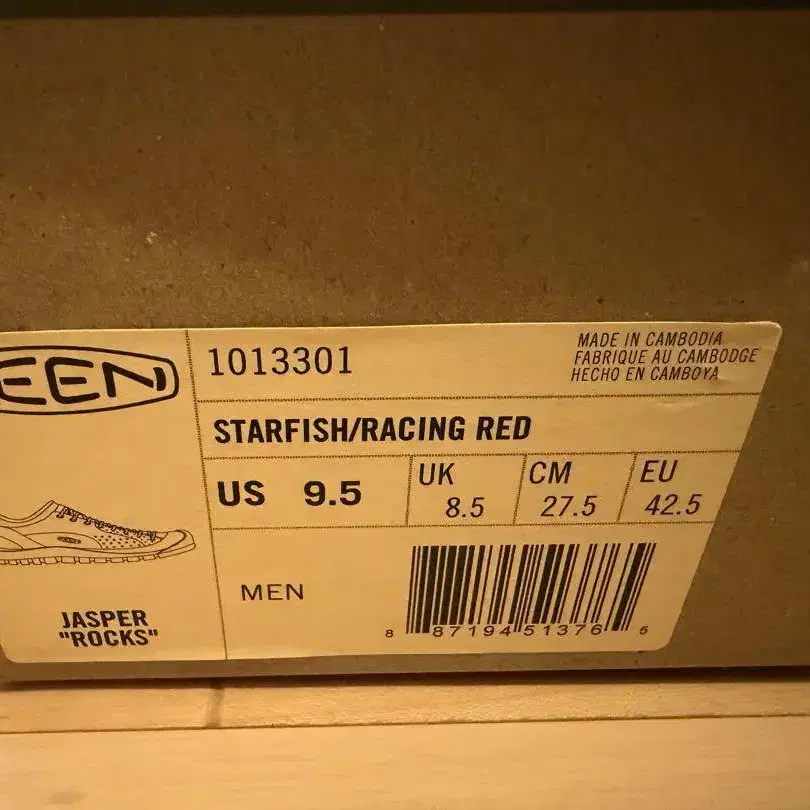 EEN
1013301
MADE IN CAMBODIA
FABRIQUE AU CAMBODGE
HECHO EN CAMBOYA
STARFISH/RACING RED
US 9.5
UK 8.5
CM 27.5
EU 42.5
KEEN
JASPER
"ROCKS"
MEN
8 87194 51376 5